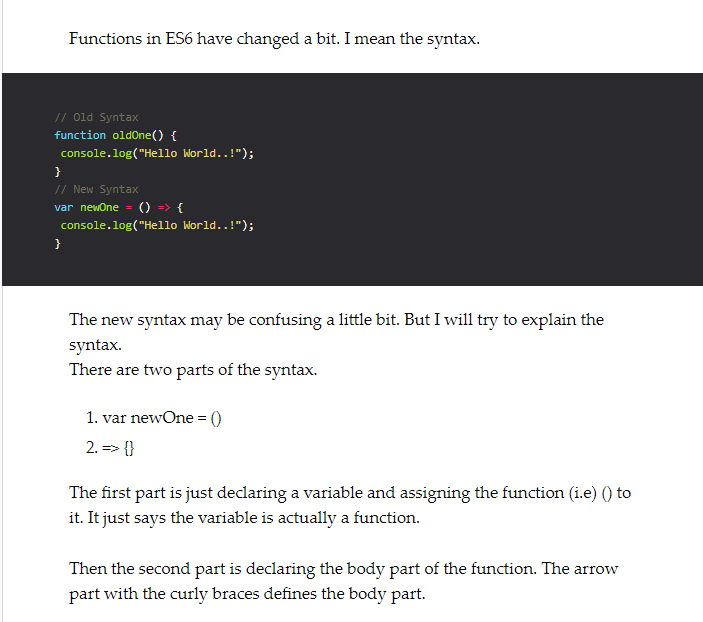 Functions in ES6 have changed a bit. I mean the syntax.
// Old Syntax
function oldOne() {
 console.log("Hello World..!");
}
// New Syntax
var newOne = () => {
 console.log("Hello World..!");
}
The new syntax may be confusing a little bit. But I will try to explain the
syntax.
There are two parts of the syntax.
1. var newOne = ()
2. => {}
The first part is just declaring a variable and assigning the function (i.e) () to
it. It just says the variable is actually a function.
Then the second part is declaring the body part of the function. The arrow
part with the curly braces defines the body part.